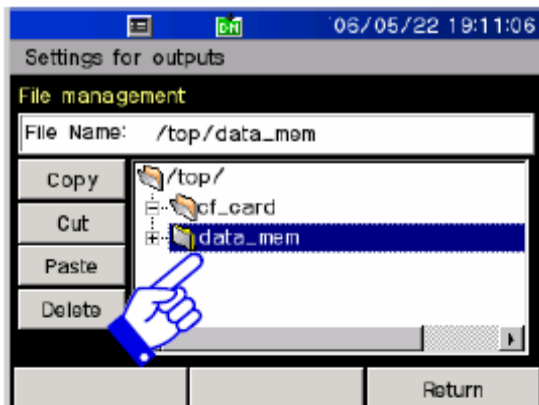 '06/05/22 19:11:06
Settings for outputs
File management
File Name: /top/data_mem
Copy
/top/
cf_card
Cut
data_mem
Paste
Delete
Return